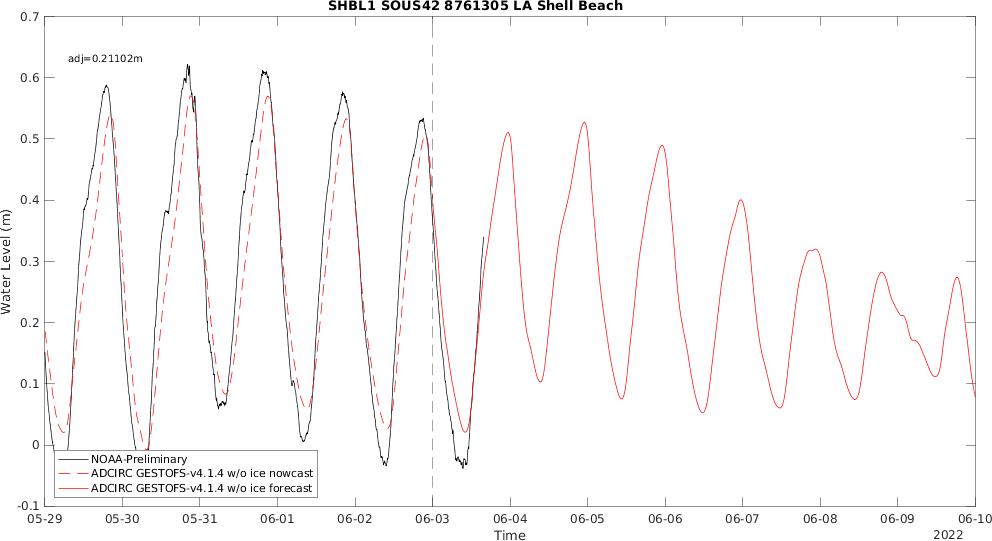 SHBL1 SOUS42 8761305 LA Shell Beach
0.7
adj=0.21102m
0.6
0.5
0.4
0.3
0.2
0.1
0
-0.1
Water Level (m)
NOAA-Preliminary
ADCIRC GESTOFS-v4.1.4 w/o ice nowcast
ADCIRC GESTOFS-v4.1.4 w/o ice forecast
05-29 05-30 05-31 06-01 06-02 06-03 06-04 06-05 06-06 06-07 06-08 06-09 06-10
Time
2022